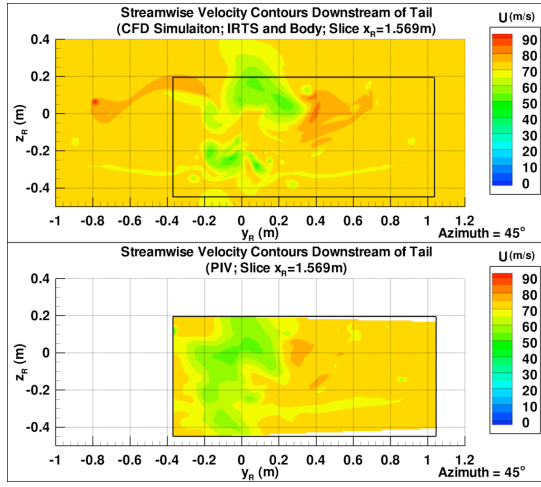 Streamwise Velocity Contours Downstream of Tail
(CFD Simulaiton; IRTS and Body; Slice x_R=1.569m)
U(m/s)
90
80
70
60
50
40
30
20
10
0
0.4
0.2
0
-0.2
-0.4
z_R (m)
-1 -0.8 -0.6 -0.4 -0.2 0 0.2 0.4 0.6 0.8 1 1.2
y_R (m)
Azimuth = 45°
Streamwise Velocity Contours Downstream of Tail
(PIV; Slice x_R=1.569m)
U(m/s)
90
80
70
60
50
40
30
20
10
0
0.4
0.2
0
-0.2
-0.4
z_R (m)
-1 -0.8 -0.6 -0.4 -0.2 0 0.2 0.4 0.6 0.8 1 1.2
y_R (m)
Azimuth = 45°